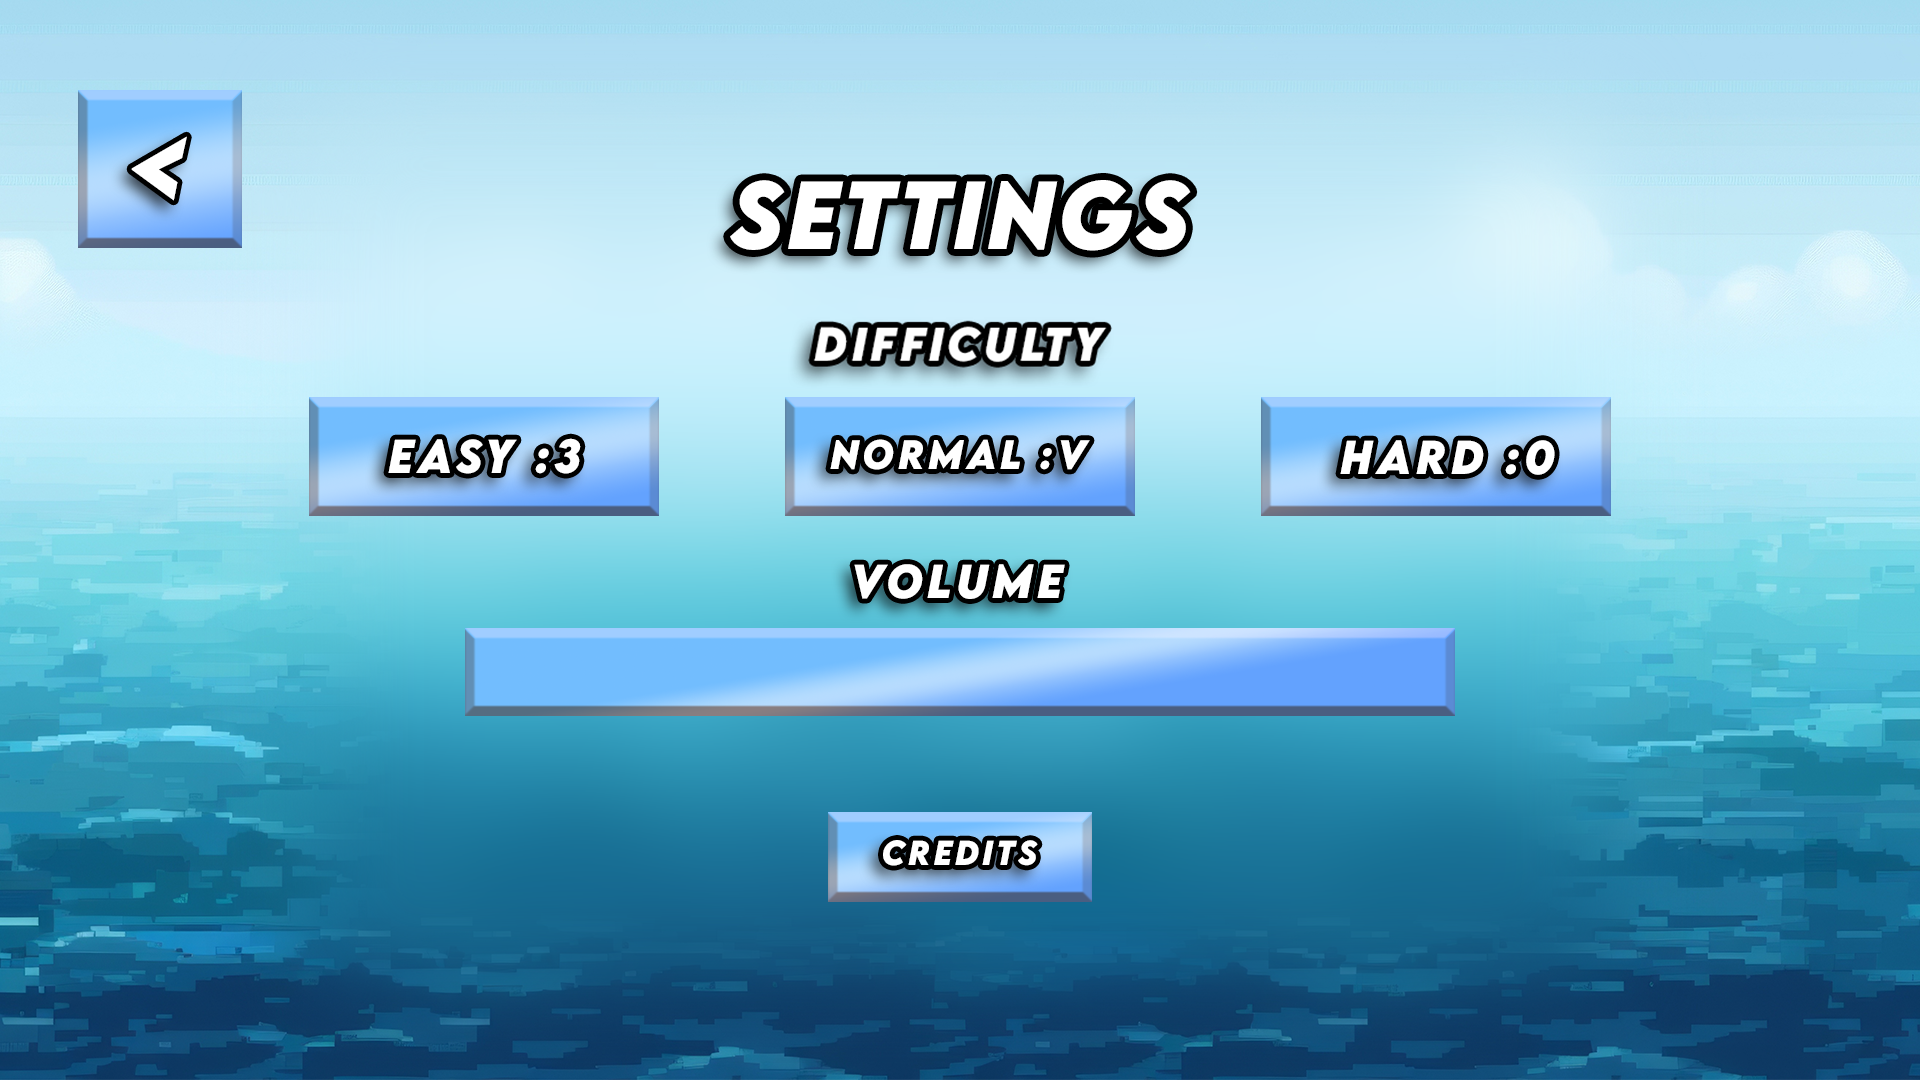 <
SETTINGS
DIFFICULTY
EASY :3
NORMAL :V
HARD :O
VOLUME
CREDITS